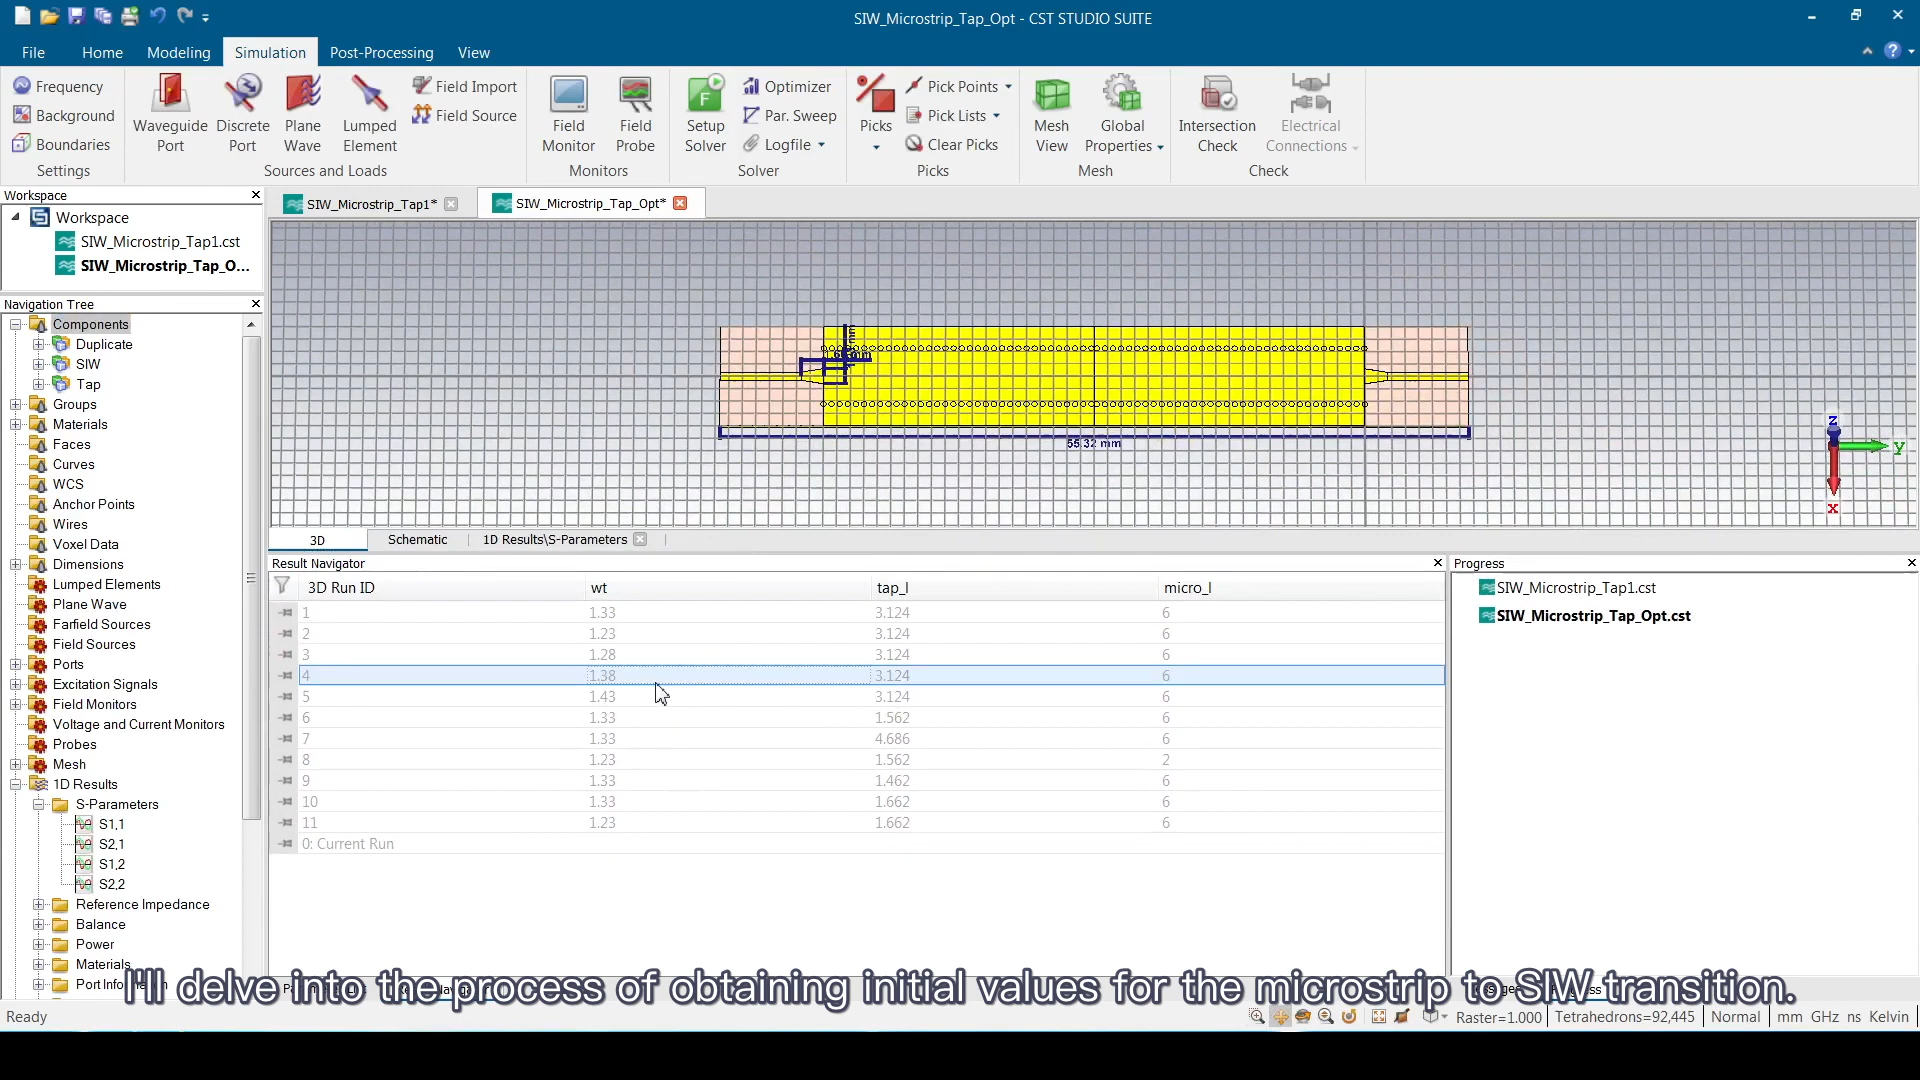 SIW_Microstrip_Tap_Opt - CST STUDIO SUITE
File Home Modeling Simulation Post-Processing View
Frequency
Background
Boundaries
Settings
Waveguide Port
Discrete Port
Plane Wave
Lumped Element
Field Import
Field Source
Sources and Loads
Field Monitor
Field Probe
Monitors
Setup Solver
Optimizer
Par. Sweep
Logfile
Solver
Picks
Pick Points
Pick Lists
Clear Picks
Picks
Mesh View
Global Properties
Mesh
Intersection Check
Electrical Connections
Check
Workspace
Workspace
SIW_Microstrip_Tap1.cst
SIW_Microstrip_Tap_O...
Navigation Tree
Components
Duplicate
SIW
Tap
Groups
Materials
Faces
Curves
WCS
Anchor Points
Wires
Voxel Data
Dimensions
Lumped Elements
Plane Wave
Farfield Sources
Field Sources
Ports
Excitation Signals
Field Monitors
Voltage and Current Monitors
Probes
Mesh
1D Results
S-Parameters
S1,1
S2,1
S1,2
S2,2
Reference Impedance
Balance
Power
Materials
SIW_Microstrip_Tap1*
SIW_Microstrip_Tap_Opt*
55.32 mm
z
y
x
3D Schematic 1D Results\S-Parameters
Result Navigator
3D Run ID wt tap_l micro_l
1 1.33 3.124 6
2 1.23 3.124 6
3 1.28 3.124 6
4 1.38 3.124 6
5 1.43 3.124 6
6 1.33 1.562 6
7 1.33 4.686 6
8 1.23 1.562 2
9 1.33 1.462 6
10 1.33 1.662 6
11 1.23 1.662 6
0: Current Run
Progress
SIW_Microstrip_Tap1.cst
SIW_Microstrip_Tap_Opt.cst
I'll delve into the process of obtaining initial values for the microstrip to SIW transition.
Ready
Raster=1.000 Tetrahedrons=92,445 Normal mm GHz ns Kelvin